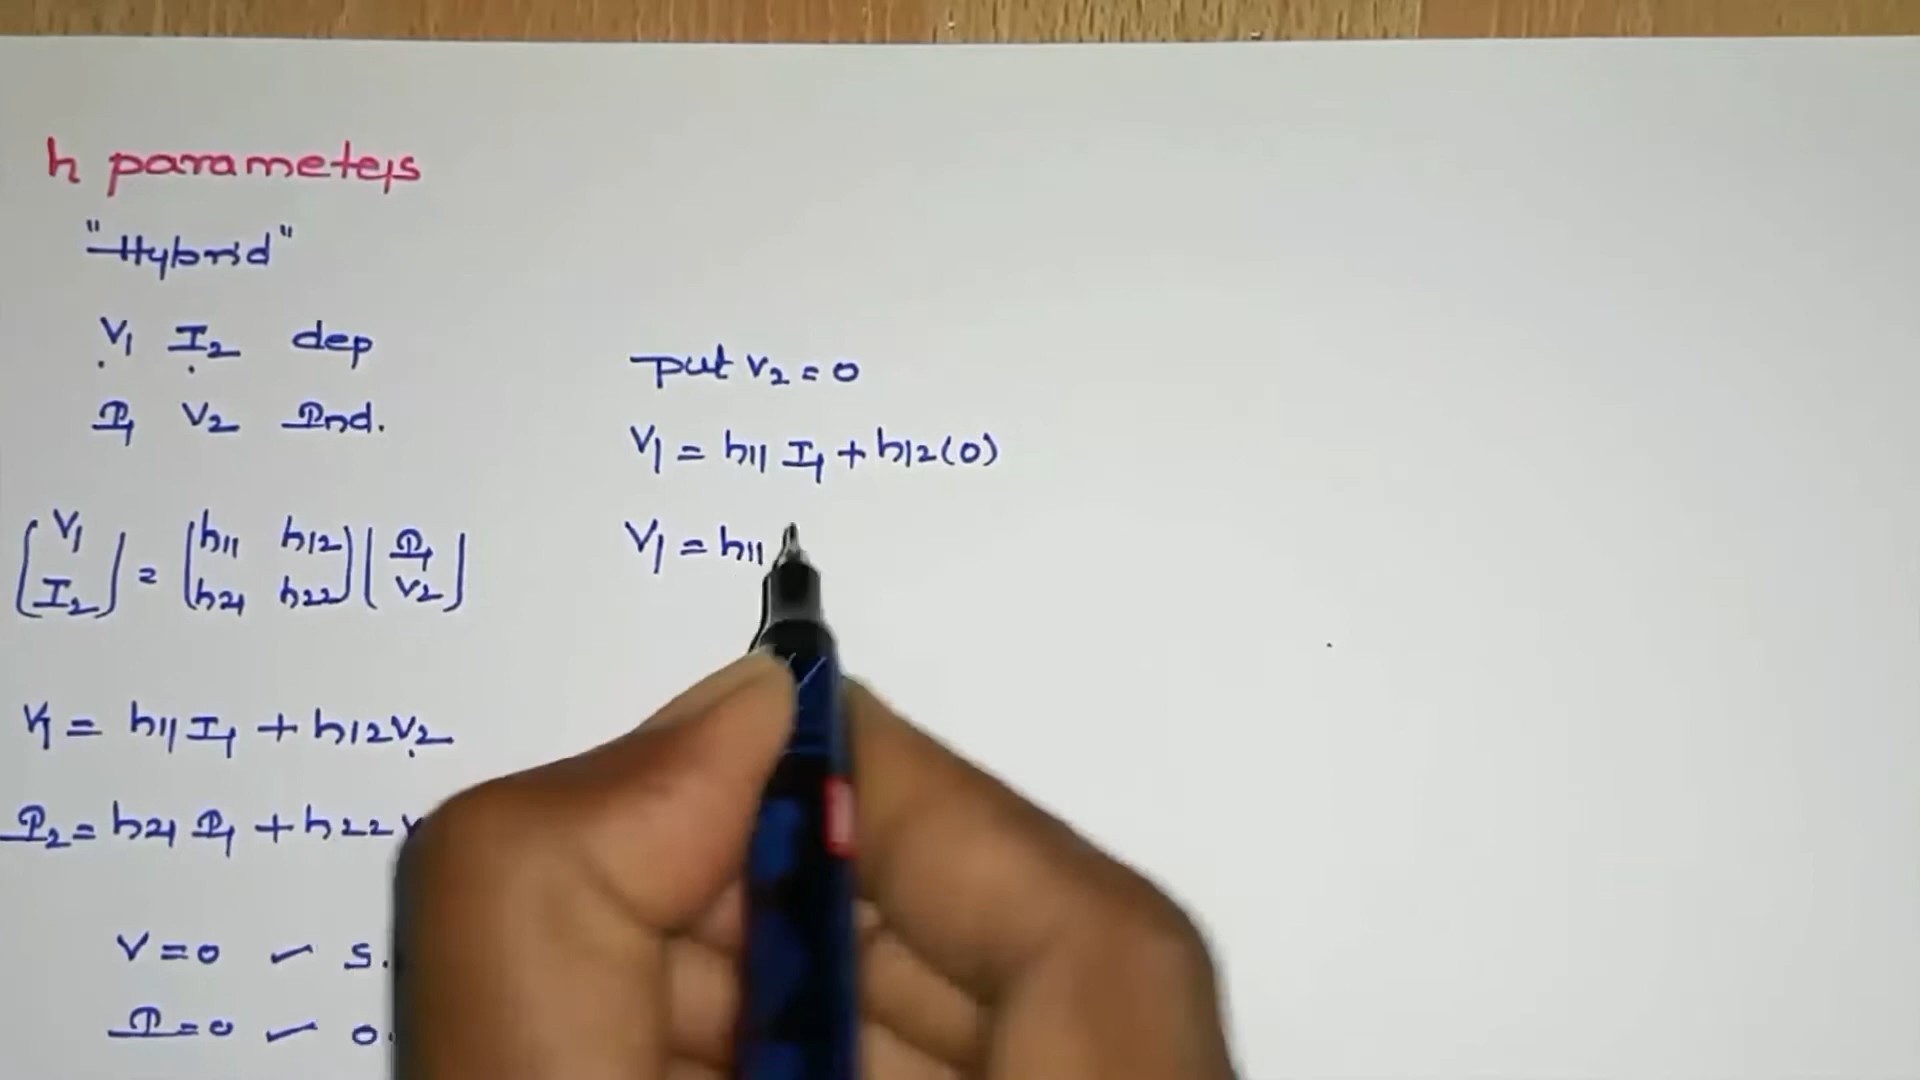 h parameters
"Hybrid"
V1 I2 dep
I1 V2 Ind.
[V1 I2] = [h11 h12 h21 h22] [I1 V2]
V1 = h11 I1 + h12 V2
I2 = h21 I1 + h22 V
V = 0 ✓ S.
I = 0 ✓ O.
put V2 = 0
V1 = h11 I1 + h12(0)
V1 = h11